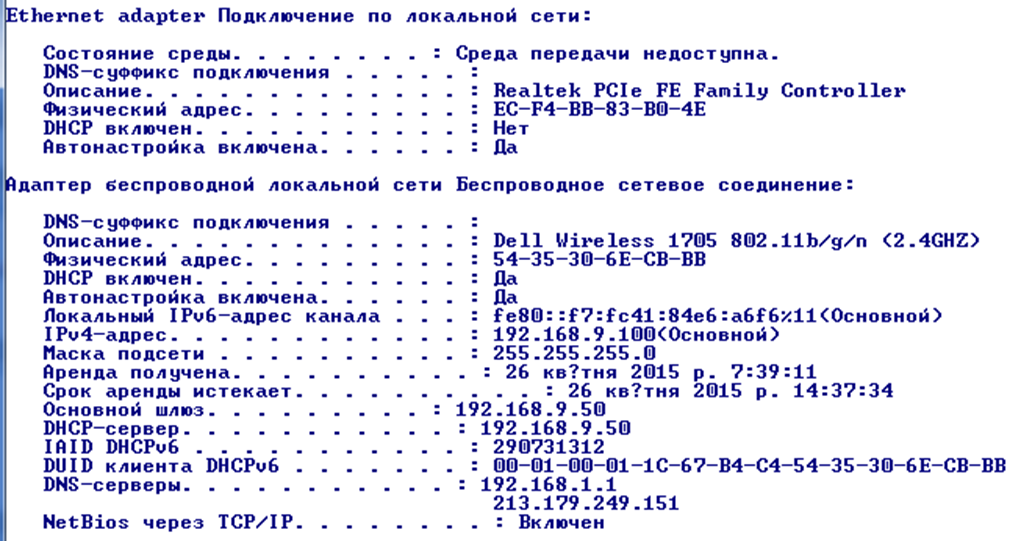 Ethernet adapter Подключение по локальной сети:
Состояние среды. . . . . . . . : Среда передачи недоступна.
DNS-суффикс подключения . . . . . :
Описание. . . . . . . . . . . . . : Realtek PCIe FE Family Controller
Физический адрес. . . . . . . . . : EC-F4-BB-83-B0-4E
DHCP включен. . . . . . . . . . . : Нет
Автонастройка включена. . . . . . : Да
Адаптер беспроводной локальной сети Беспроводное сетевое соединение:
DNS-суффикс подключения . . . . . :
Описание. . . . . . . . . . . . . : Dell Wireless 1705 802.11b/g/n (2.4GHZ)
Физический адрес. . . . . . . . . : 54-35-30-6E-CB-BB
DHCP включен. . . . . . . . . . . : Да
Автонастройка включена. . . . . . : Да
Локальный IPv6-адрес канала . . . : fe80::f7:fc41:84e6:a6f6%11(Основной)
IPv4-адрес. . . . . . . . . . . . : 192.168.9.100(Основной)
Маска подсети . . . . . . . . . . : 255.255.255.0
Аренда получена. . . . . . . . . . : 26 кв?тня 2015 р. 7:39:11
Срок аренды истекает. . . . . . . . . . : 26 кв?тня 2015 р. 14:37:34
Основной шлюз. . . . . . . . . : 192.168.9.50
DHCP-сервер. . . . . . . . . . . : 192.168.9.50
IAID DHCPv6 . . . . . . . . . . . : 290731312
DUID клиента DHCPv6 . . . . . . . : 00-01-00-01-1C-67-B4-C4-54-35-30-6E-CB-BB
DNS-серверы. . . . . . . . . . . : 192.168.1.1
213.179.249.151
NetBios через TCP/IP. . . . . . . . : Включен